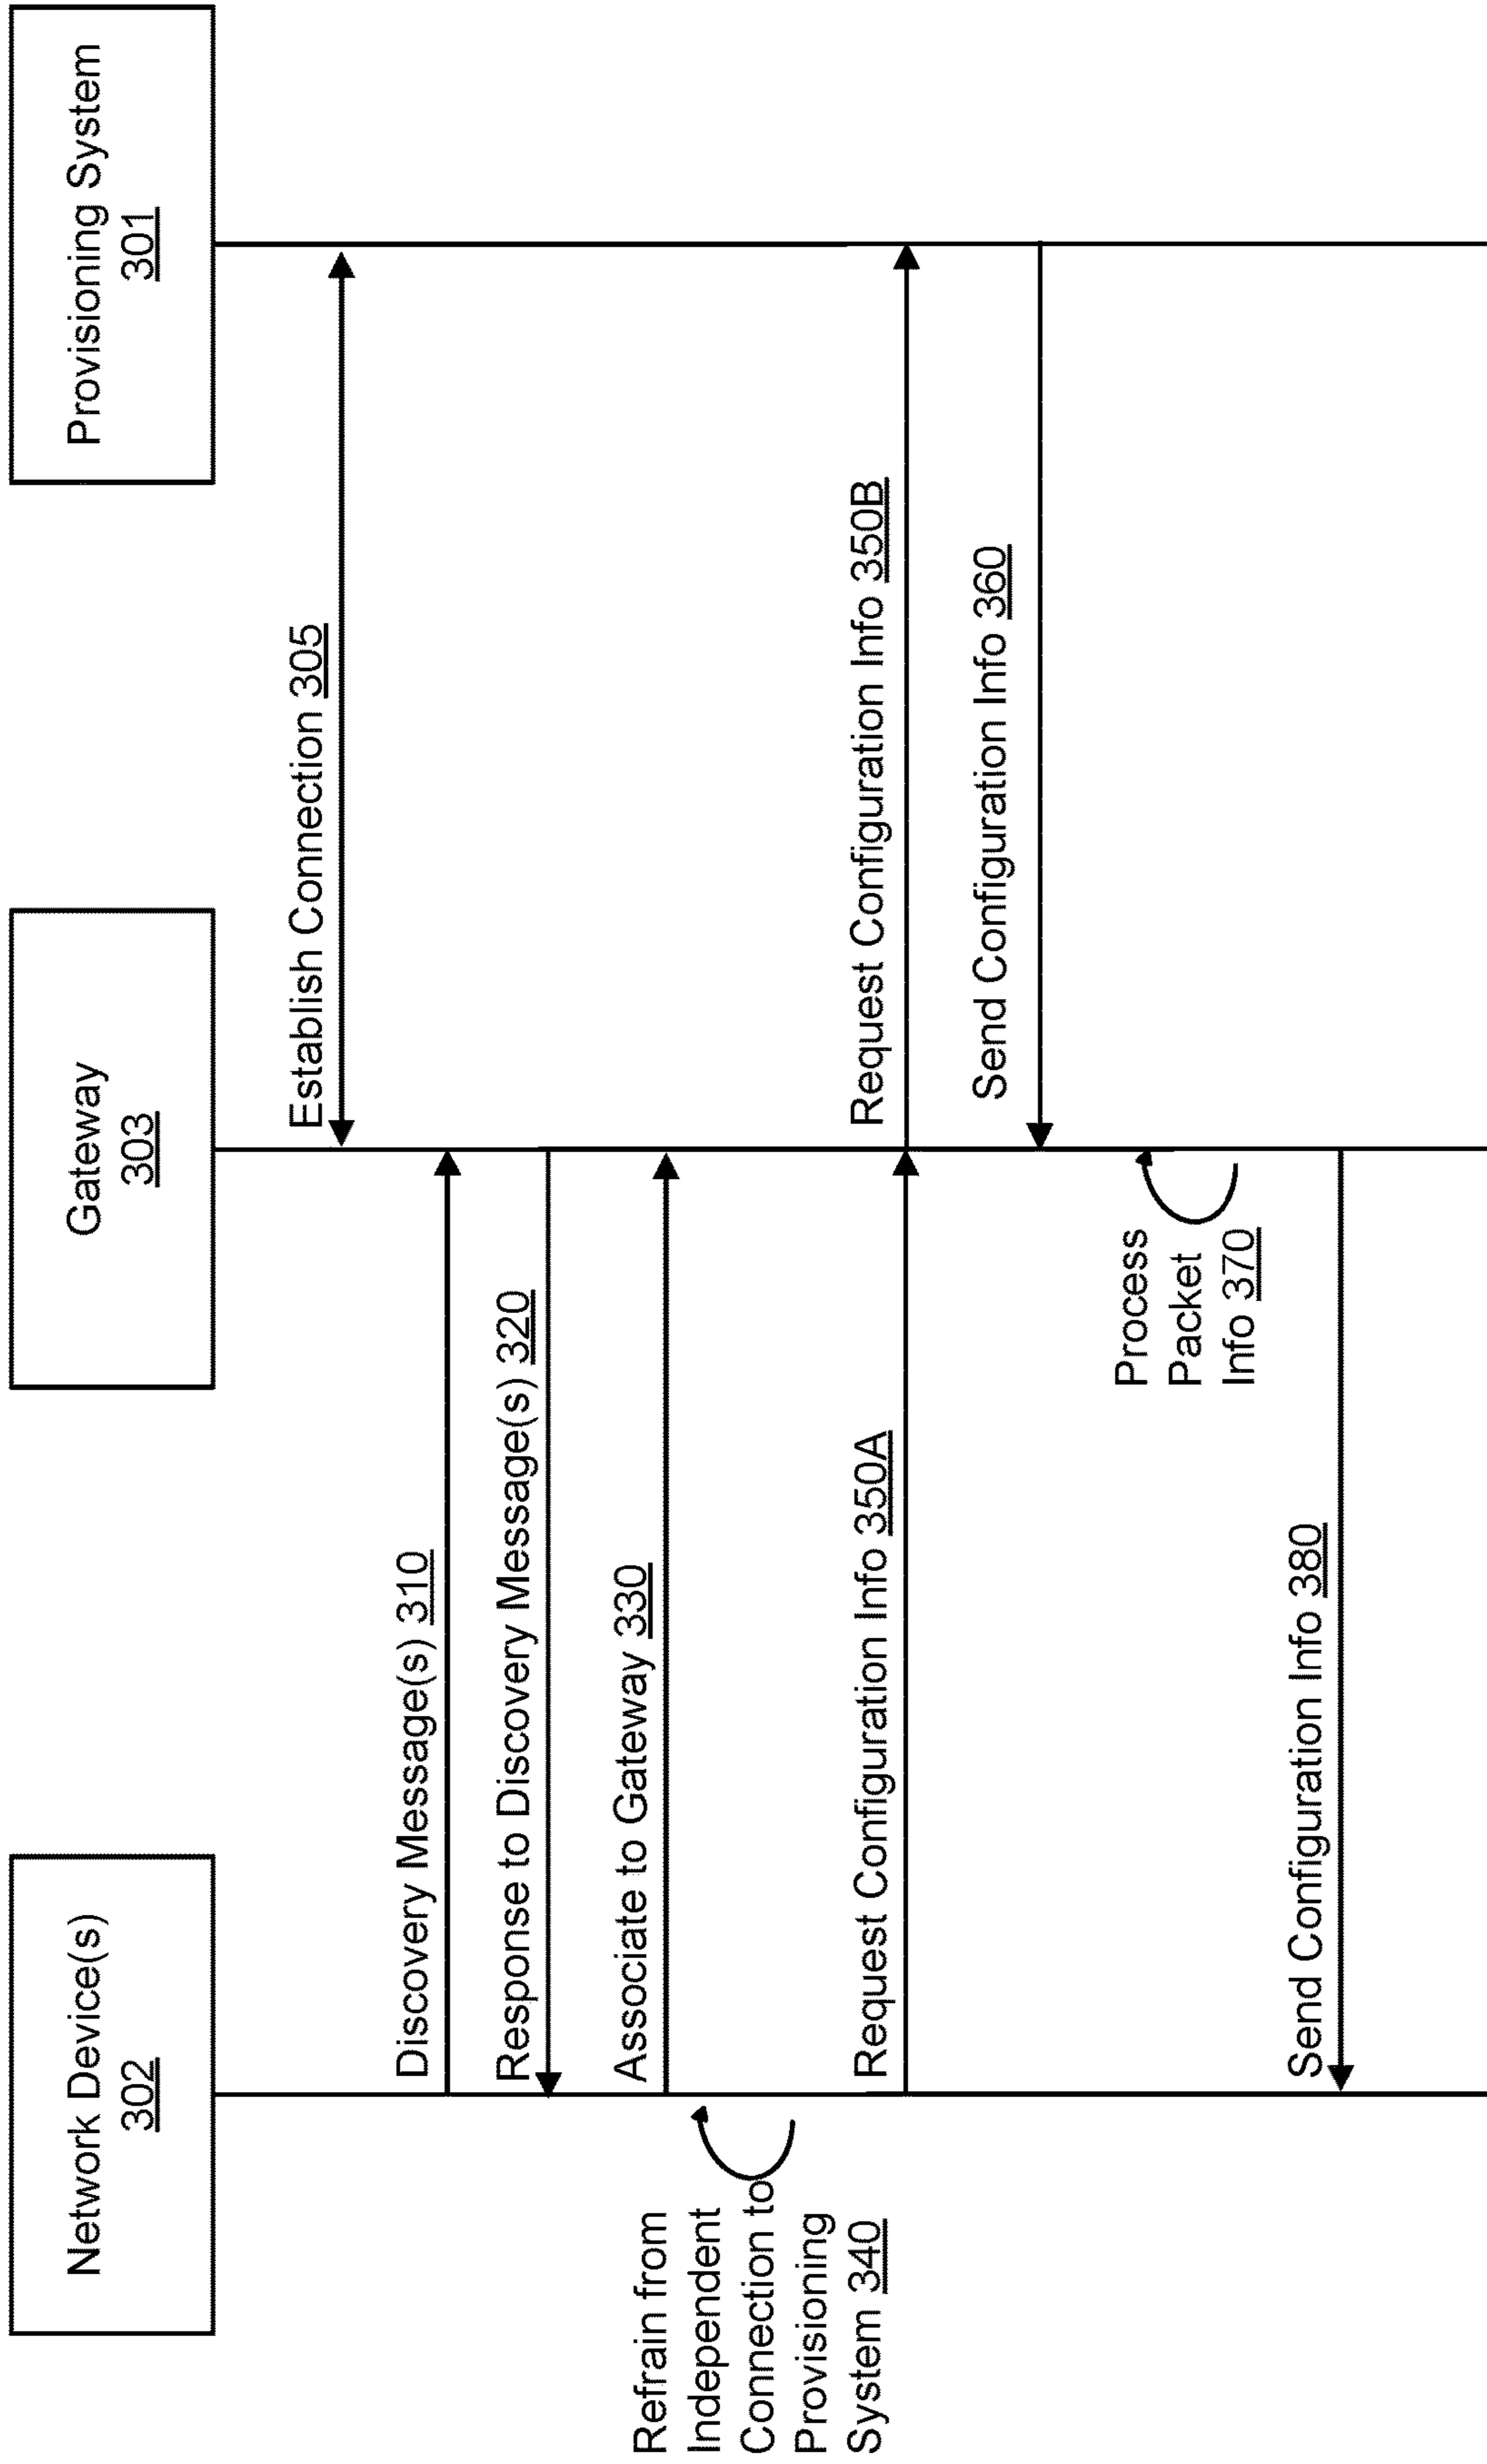 Network Device(s)
302
Gateway
303
Provisioning System
301
Establish Connection 305
Discovery Message(s) 310
Response to Discovery Message(s) 320
Associate to Gateway 330
Refrain from
Independent
Connection to
Provisioning
System 340
Request Configuration Info 350A
Request Configuration Info 350B
Send Configuration Info 360
Process
Packet
Info 370
Send Configuration Info 380